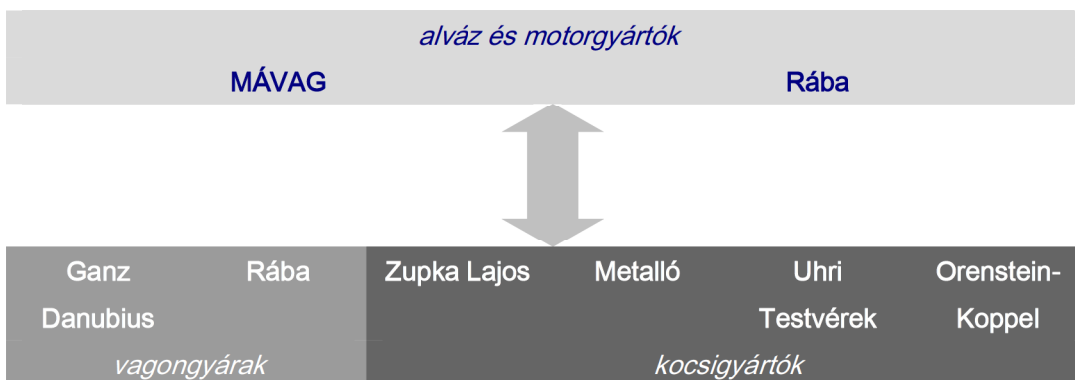 alváz és motorgyártók
MÁVAG Rába
Ganz Rába Zupka Lajos Metalló Uhri Orenstein-
Danubius Testvérek Koppel
vagongyárak kocsigyártók